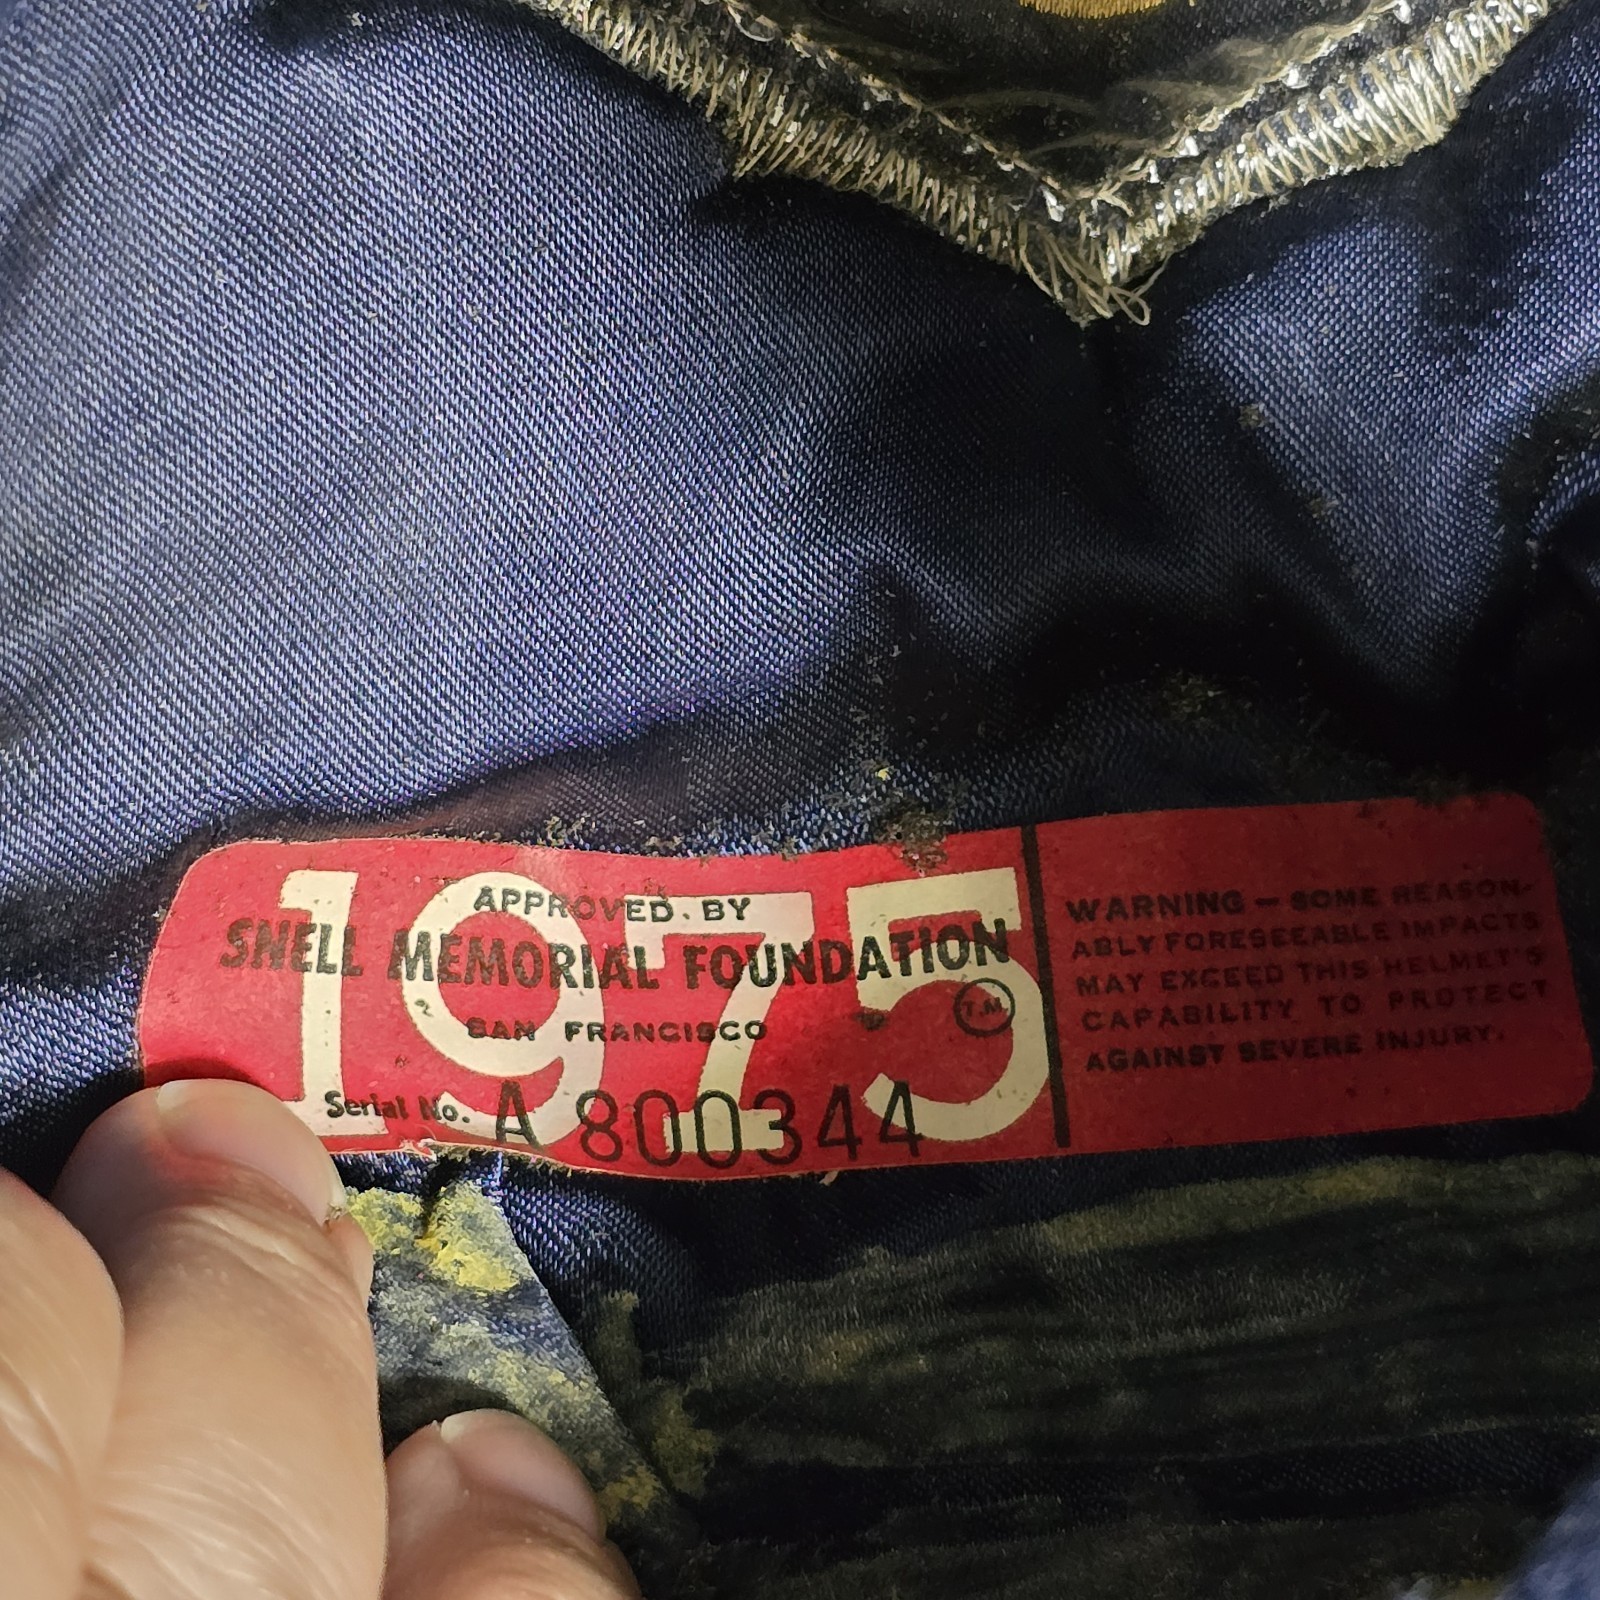 1975
APPROVED BY
SNELL MEMORIAL FOUNDATION
T.M.
SAN FRANCISCO
Serial No. A 800344
WARNING — SOME REASON-
ABLY FORESEEABLE IMPACTS
MAY EXCEED THIS HELMET'S
CAPABILITY TO PROTECT
AGAINST SEVERE INJURY.